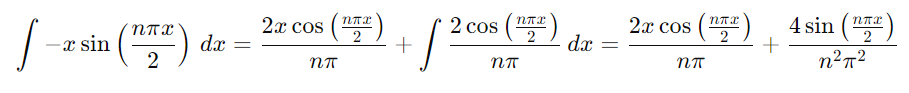 ∫ −x sin(nπx/2) dx = 2x cos(nπx/2)/nπ + ∫ 2 cos(nπx/2)/nπ dx = 2x cos(nπx/2)/nπ + 4 sin(nπx/2)/n²π²